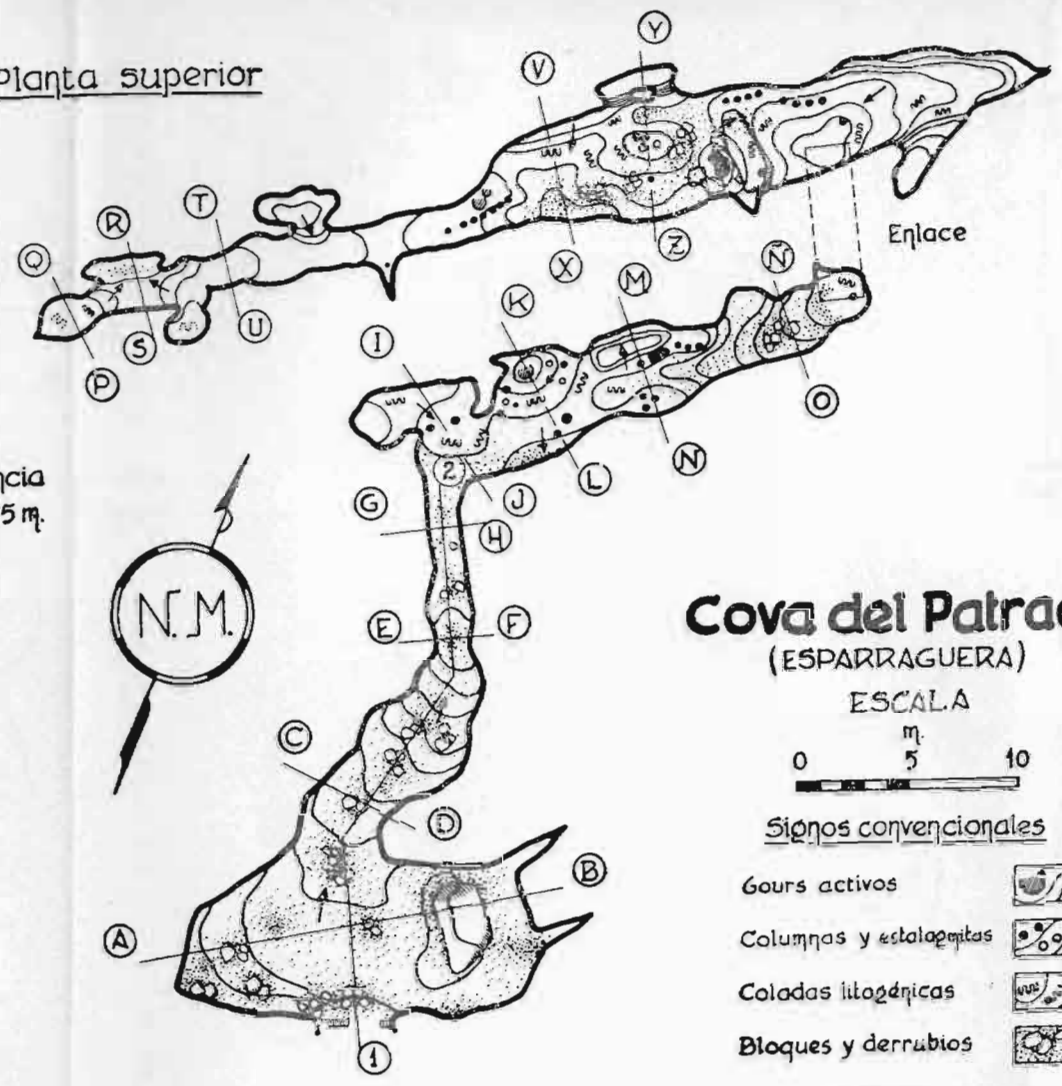 Planta superior
Y
V
T
R
Q
Enlace
Z
X
M
Ñ
K
U
I
S
P
O
N
L
2
J
G
H
5 m.
N.M.
E
F
Cova del
(ESPARRAGUERA)
ESCALA
m.
0 5 10
C
D
Signos convencionales
B
Gours activos
A
Columnas y estalagmitas
Coladas litogénicas
Bloques y derrubios
1